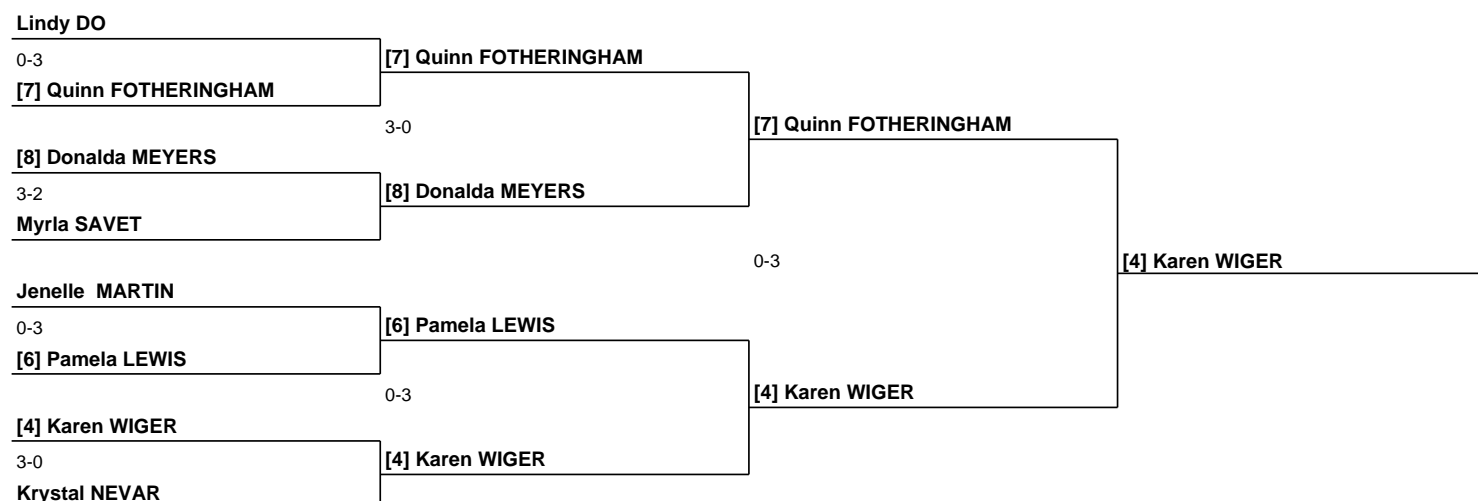 Lindy DO
0-3
[7] Quinn FOTHERINGHAM
[7] Quinn FOTHERINGHAM
3-0
[7] Quinn FOTHERINGHAM
[8] Donalda MEYERS
3-2
[8] Donalda MEYERS
Myrla SAVET
0-3
[4] Karen WIGER
Jenelle  MARTIN
0-3
[6] Pamela LEWIS
[6] Pamela LEWIS
0-3
[4] Karen WIGER
[4] Karen WIGER
3-0
[4] Karen WIGER
Krystal NEVAR